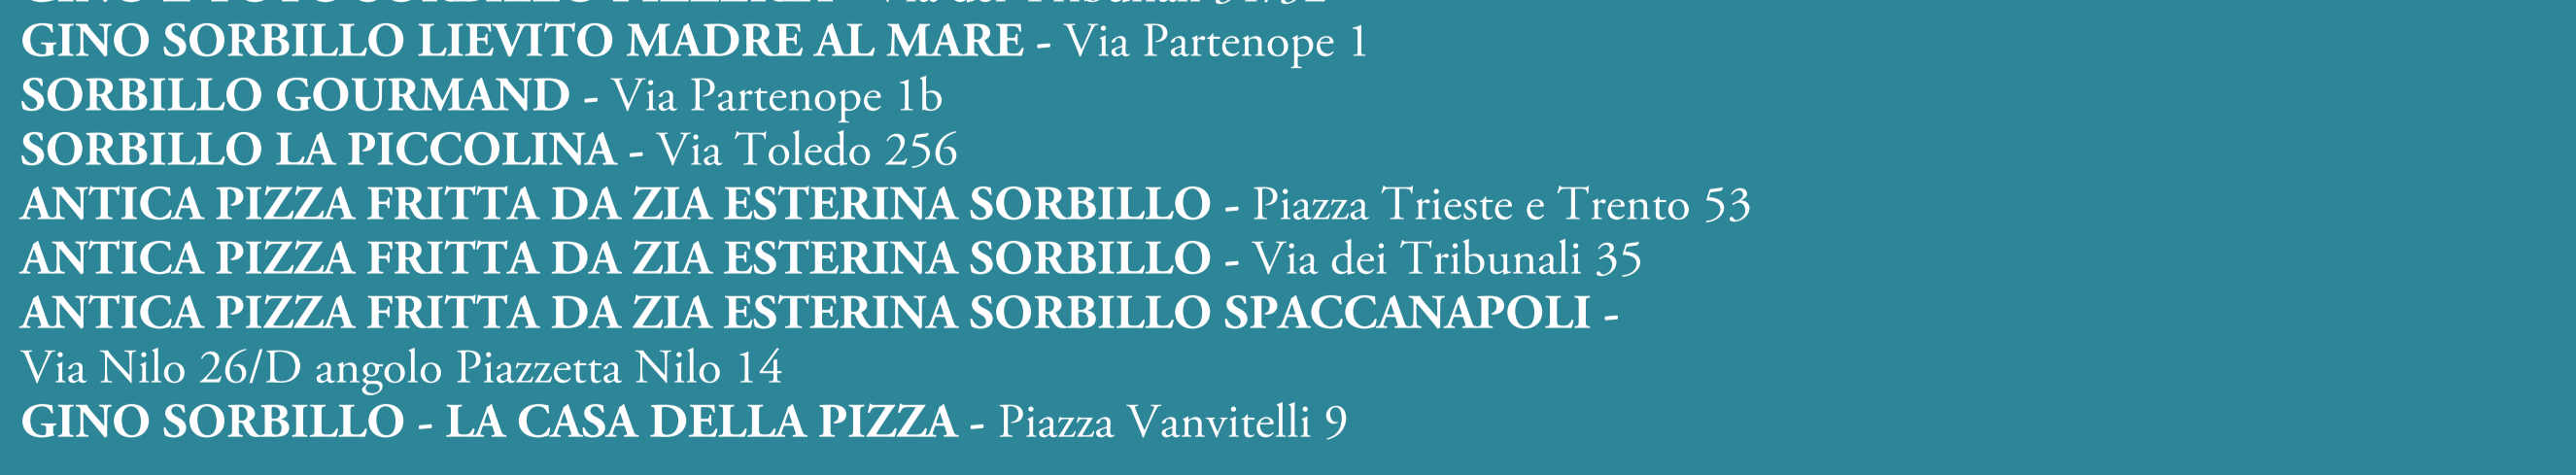 GINO SORBILLO LIEVITO MADRE AL MARE - Via Partenope 1
SORBILLO GOURMAND - Via Partenope 1b
SORBILLO LA PICCOLINA - Via Toledo 256
ANTICA PIZZA FRITTA DA ZIA ESTERINA SORBILLO - Piazza Trieste e Trento 53
ANTICA PIZZA FRITTA DA ZIA ESTERINA SORBILLO - Via dei Tribunali 35
ANTICA PIZZA FRITTA DA ZIA ESTERINA SORBILLO SPACCANAPOLI -
Via Nilo 26/D angolo Piazzetta Nilo 14
GINO SORBILLO - LA CASA DELLA PIZZA - Piazza Vanvitelli 9